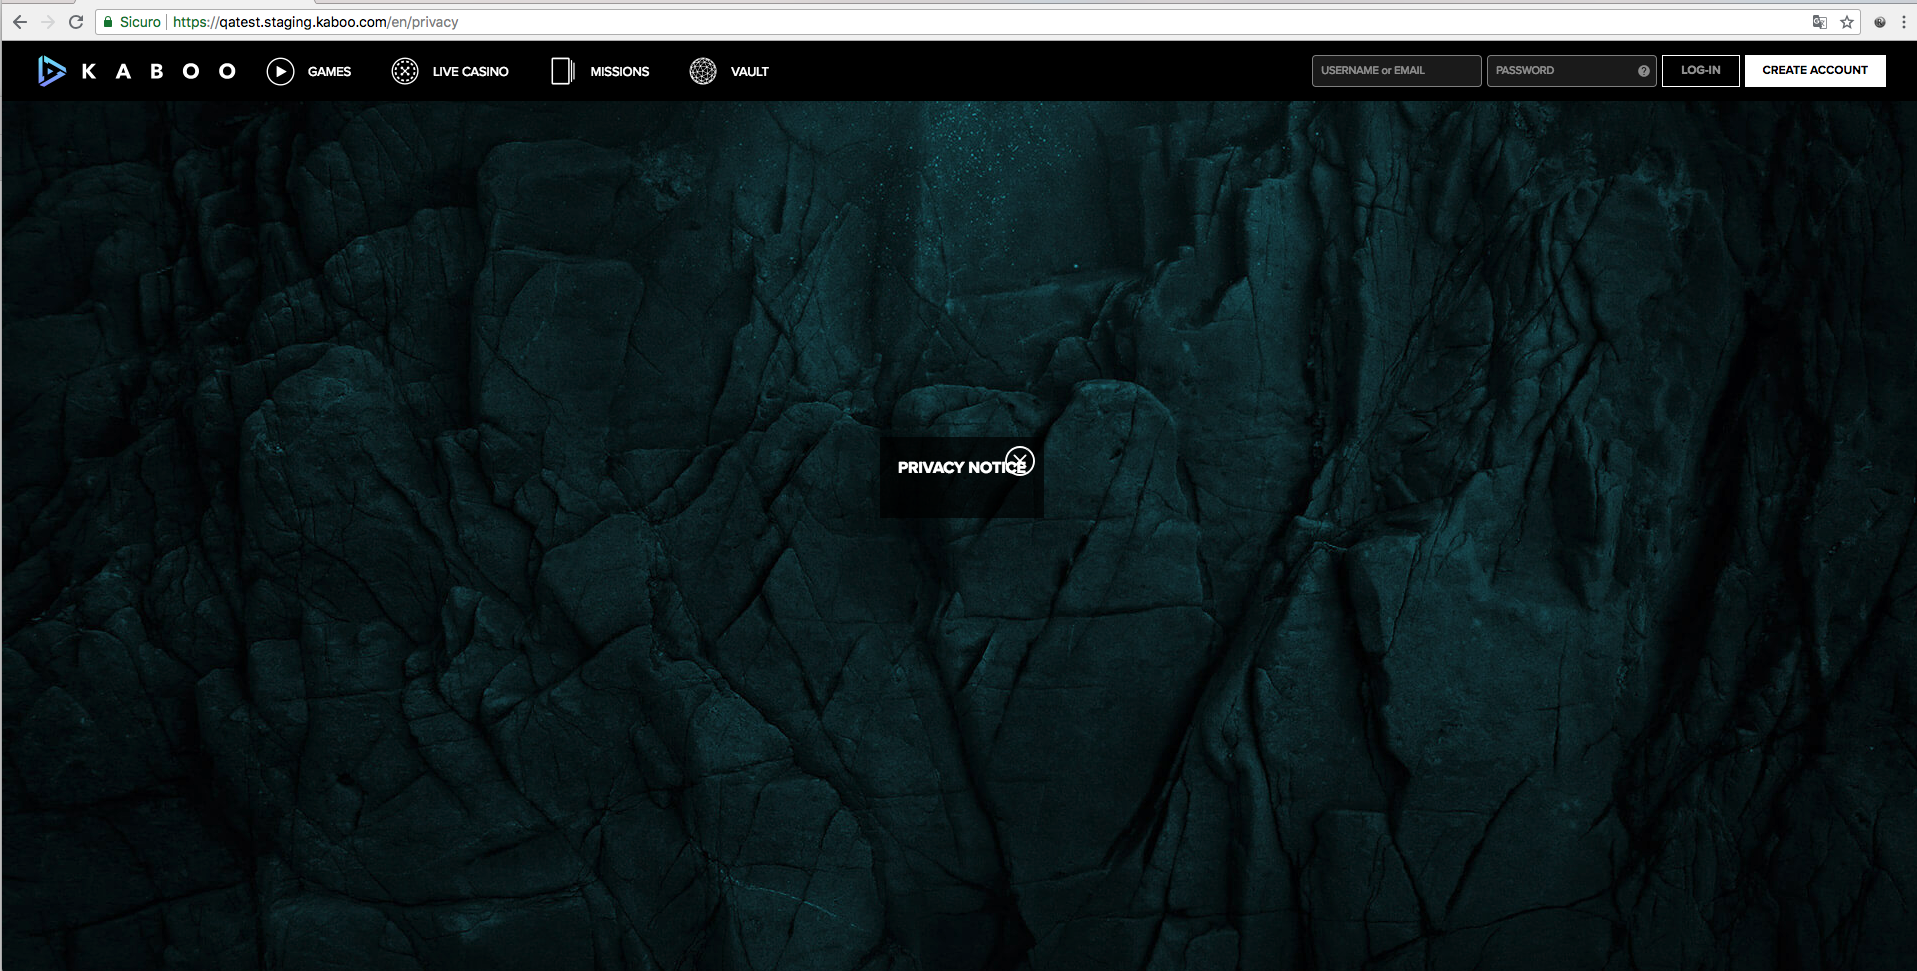 Sicuro https://qatest.staging.kaboo.com/en/privacy
KABOO GAMES LIVE CASINO MISSIONS VAULT USERNAME or EMAIL PASSWORD ? LOG-IN CREATE ACCOUNT
PRIVACY NOTICE